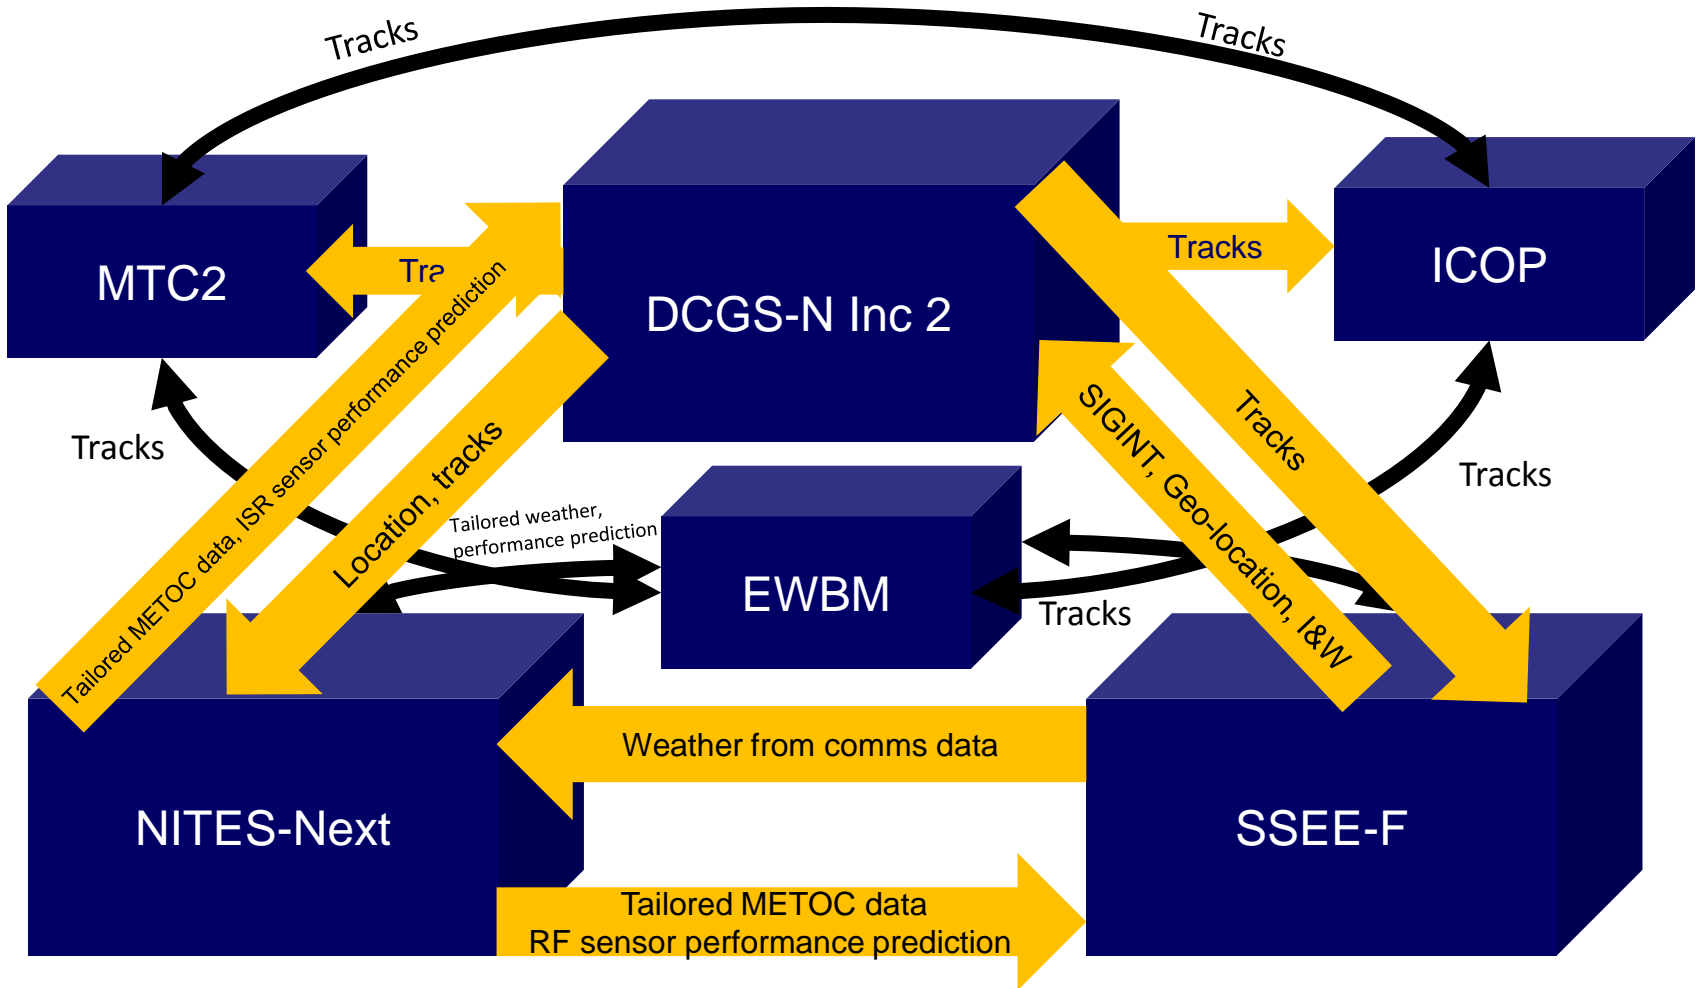 Tracks
Tracks
MTC2
Tra
DCGS-N Inc 2
Tracks
ICOP
Tailored METOC data, ISR sensor performance prediction
Location, tracks
Tracks
SIGINT, Geo-location, I&W
Tracks
Tracks
Tailored weather,
performance prediction
EWBM
Tracks
Weather from comms data
NITES-Next
SSEE-F
Tailored METOC data
RF sensor performance prediction